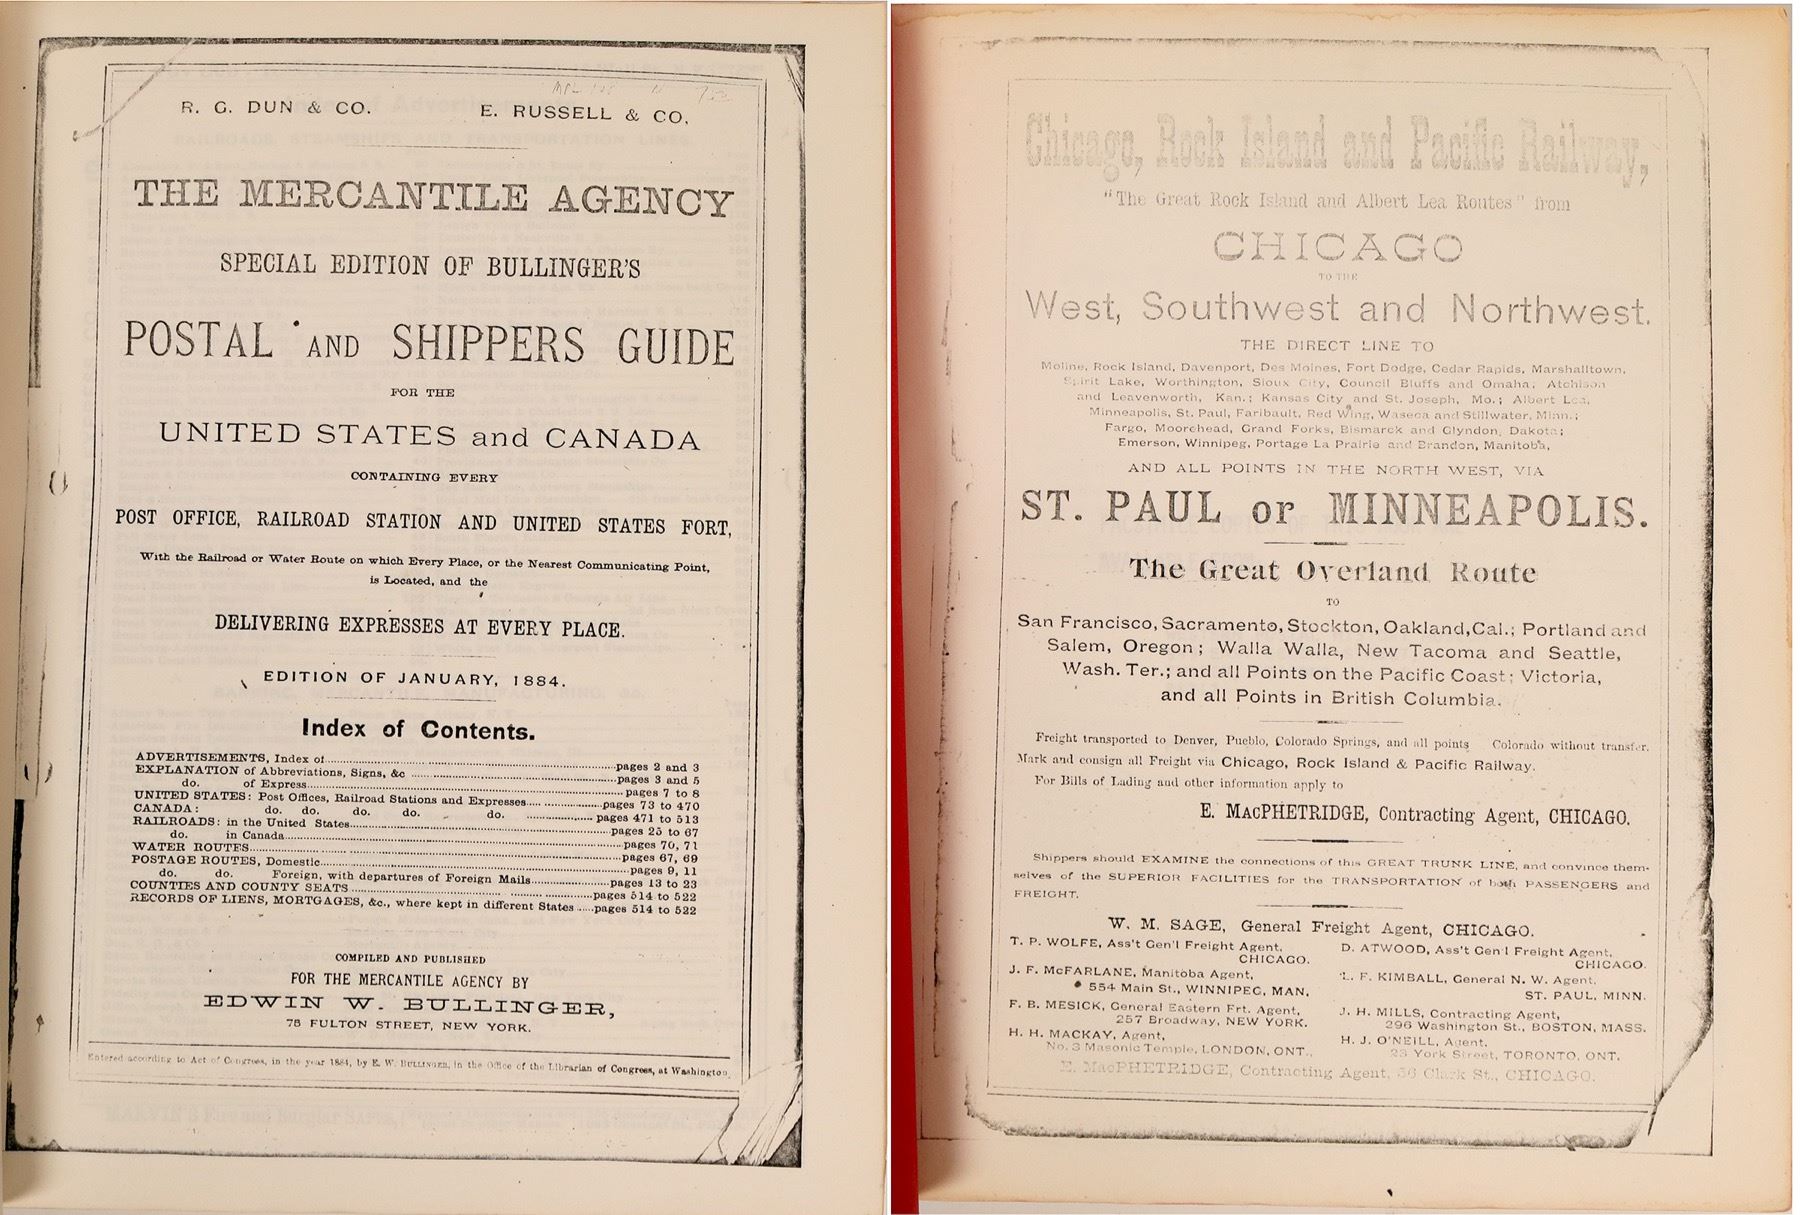 R. G. DUN & CO. E. RUSSELL & CO.
THE MERCANTILE AGENCY
SPECIAL EDITION OF BULLINGER'S
POSTAL AND SHIPPERS GUIDE
FOR THE
UNITED STATES and CANADA
CONTAINING EVERY
POST OFFICE, RAILROAD STATION AND UNITED STATES FORT,
With the Railroad or Water Route on which Every Place, or the Nearest Communicating Point,
is Located, and the
DELIVERING EXPRESSES AT EVERY PLACE.
EDITION OF JANUARY, 1884.
Index of Contents.
ADVERTISEMENTS, Index of pages 2 and 3
EXPLANATION of Abbreviations, Signs, &c pages 3 and 5
do. of Express pages 7 to 8
UNITED STATES: Post Offices, Railroad Stations and Expresses pages 73 to 470
CANADA: do. do. do. do. do. pages 471 to 513
RAILROADS: in the United States pages 25 to 67
do. in Canada pages 70, 71
WATER ROUTES pages 67, 69
POSTAGE ROUTES, Domestic pages 9, 11
do. do. Foreign, with departures of Foreign Mails pages 13 to 23
COUNTIES AND COUNTY SEATS pages 514 to 522
RECORDS OF LIENS, MORTGAGES, &c., where kept in different States pages 514 to 522
COMPILED AND PUBLISHED
FOR THE MERCANTILE AGENCY BY
EDWIN W. BULLINGER,
75 FULTON STREET, NEW YORK.
Entered according to Act of Congress, in the year 1884, by E. W. BULLINGER, in the Office of the Librarian of Congress, at Washington.
Chicago, Rock Island and Pacific Railway,
"The Great Rock Island and Albert Lea Routes" from
CHICAGO
TO THE
West, Southwest and Northwest.
THE DIRECT LINE TO
Moline, Rock Island, Davenport, Des Moines, Fort Dodge, Cedar Rapids, Marshalltown,
Spirit Lake, Worthington, Sioux City, Council Bluffs and Omaha; Atchison
and Leavenworth, Kan.; Kansas City and St. Joseph, Mo.; Albert Lea,
Minneapolis, St. Paul, Faribault, Red Wing, Waseca and Stillwater, Minn.;
Fargo, Moorehead, Grand Forks, Bismarck and Glyndon, Dakota;
Emerson, Winnipeg, Portage La Prairie and Brandon, Manitoba,
AND ALL POINTS IN THE NORTH WEST, VIA
ST. PAUL or MINNEAPOLIS.
The Great Overland Route
TO
San Francisco, Sacramento, Stockton, Oakland, Cal.; Portland and
Salem, Oregon; Walla Walla, New Tacoma and Seattle,
Wash. Ter.; and all Points on the Pacific Coast; Victoria,
and all Points in British Columbia.
Freight transported to Denver, Pueblo, Colorado Springs, and all points Colorado without transfer.
Mark and consign all Freight via Chicago, Rock Island & Pacific Railway.
For Bills of Lading and other information apply to
E. MACPHETRIDGE, Contracting Agent, CHICAGO.
Shippers should EXAMINE the connections of this GREAT TRUNK LINE, and convince them-
selves of the SUPERIOR FACILITIES for the TRANSPORTATION of both PASSENGERS and
FREIGHT.
W. M. SAGE, General Freight Agent, CHICAGO.
T. P. WOLFE, Ass't Gen'l Freight Agent,
CHICAGO.
J. F. McFARLANE, Manitoba Agent,
554 Main St., WINNIPEG, MAN.
F. B. MESICK, General Eastern Frt. Agent,
257 Broadway, NEW YORK.
H. H. MACKAY, Agent,
No. 3 Masonic Temple, LONDON, ONT.,
D. ATWOOD, Ass't Gen'l Freight Agent,
CHICAGO.
L. F. KIMBALL, General N. W. Agent,
ST. PAUL, MINN.
J. H. MILLS, Contracting Agent,
296 Washington St., BOSTON, MASS.
H. J. O'NEILL, Agent,
23 York Street, TORONTO, ONT.
E. MacPHETRIDGE, Contracting Agent, 56 Clark St., CHICAGO.